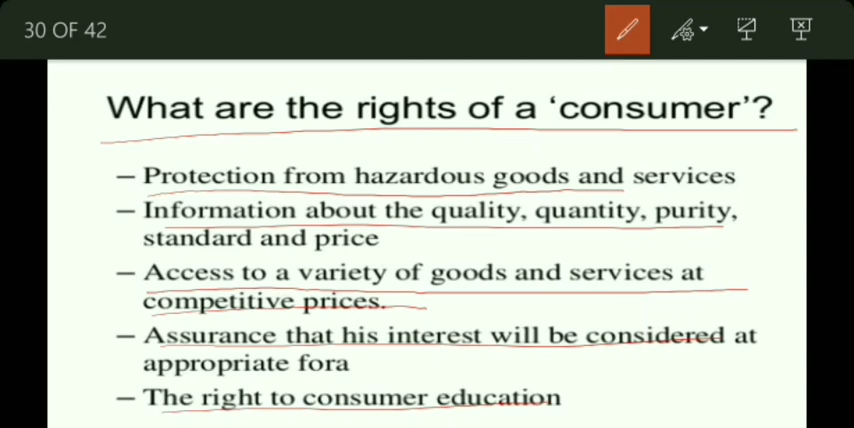 30 OF 42
What are the rights of a ‘consumer’?
– Protection from hazardous goods and services
– Information about the quality, quantity, purity,
standard and price
– Access to a variety of goods and services at
competitive prices.
– Assurance that his interest will be considered at
appropriate fora
– The right to consumer education